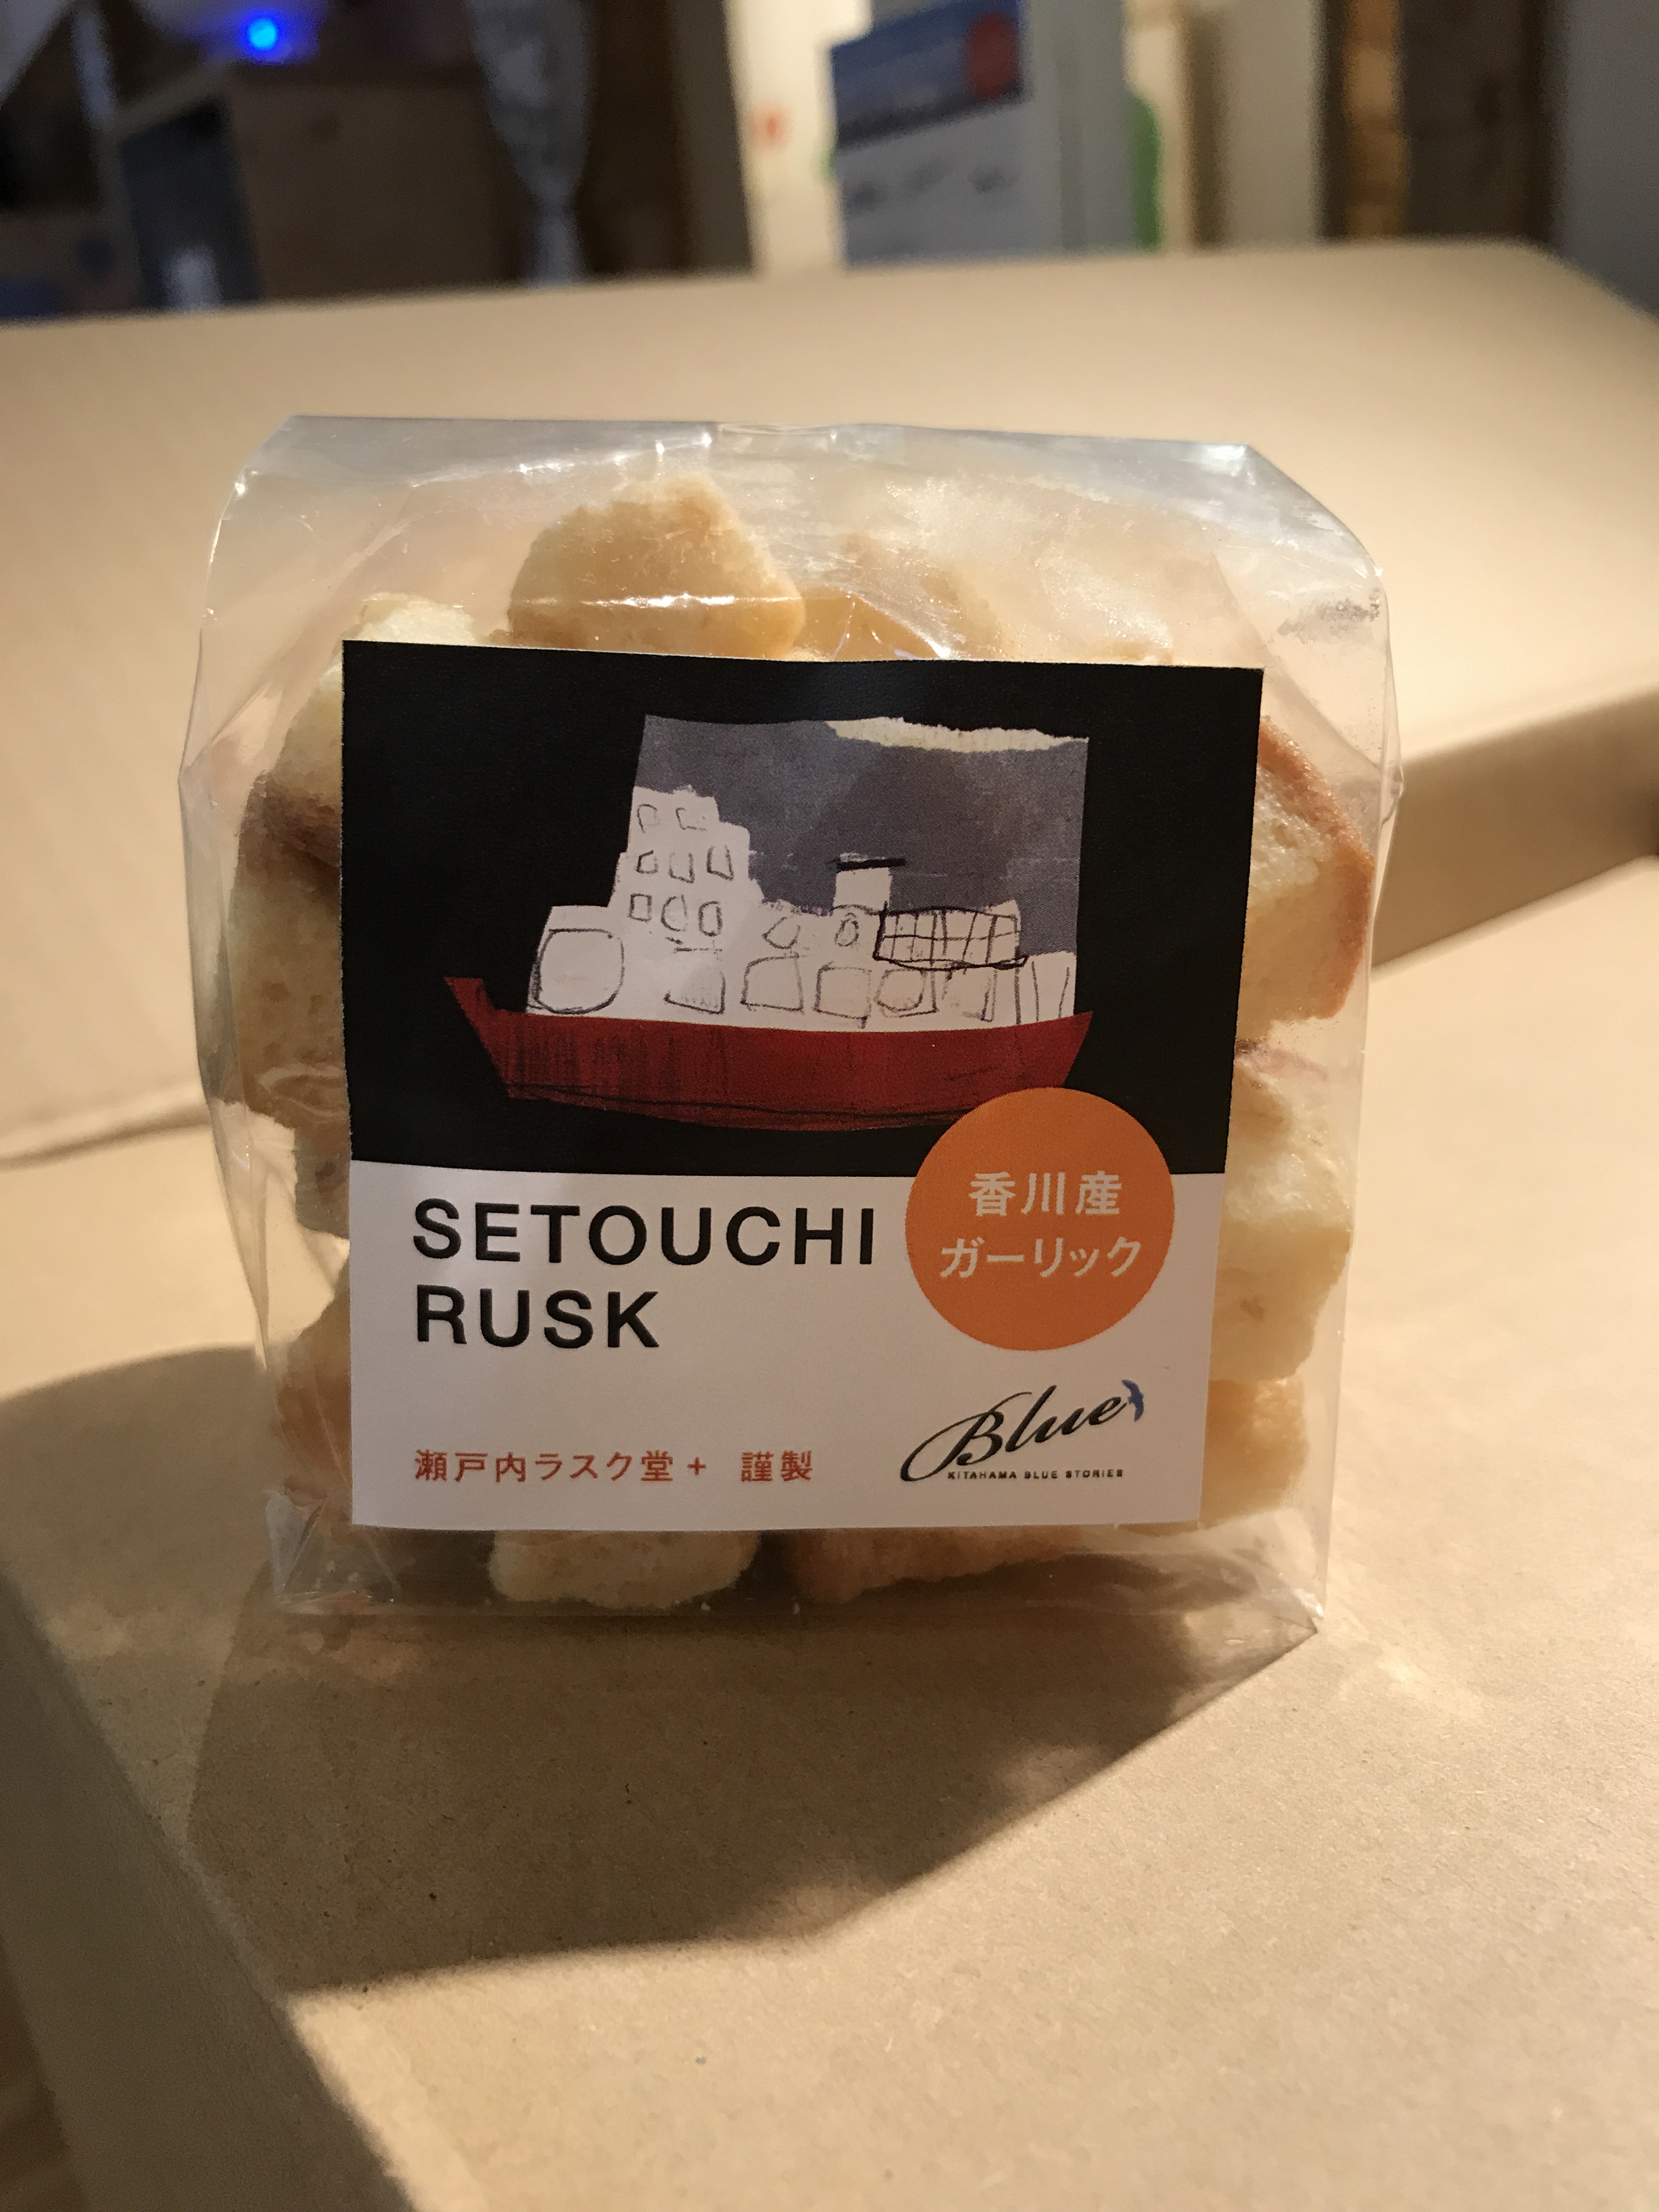 香川産
ガーリック
SETOUCHI
RUSK
瀬戸内ラスク堂+ 謹製
Blue
KITAHAMA BLUE STORIES